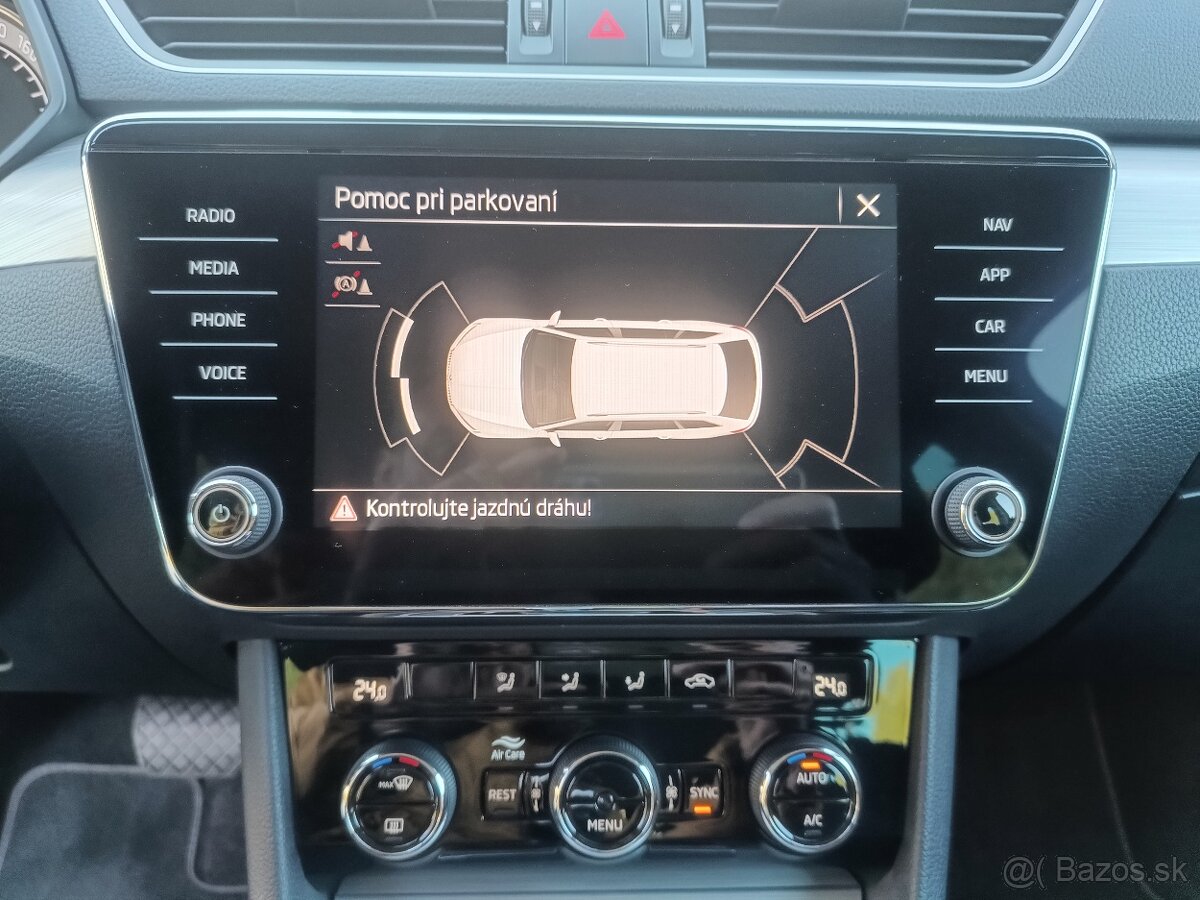 160
Pomoc pri parkovaní
RADIO
MEDIA
PHONE
VOICE
NAV
APP
CAR
MENU
Kontrolujte jazdnú dráhu!
24.0
24.0
Air Care
MAX
REST
MENU
SYNC
AUTO
A/C
@( Bazos.sk